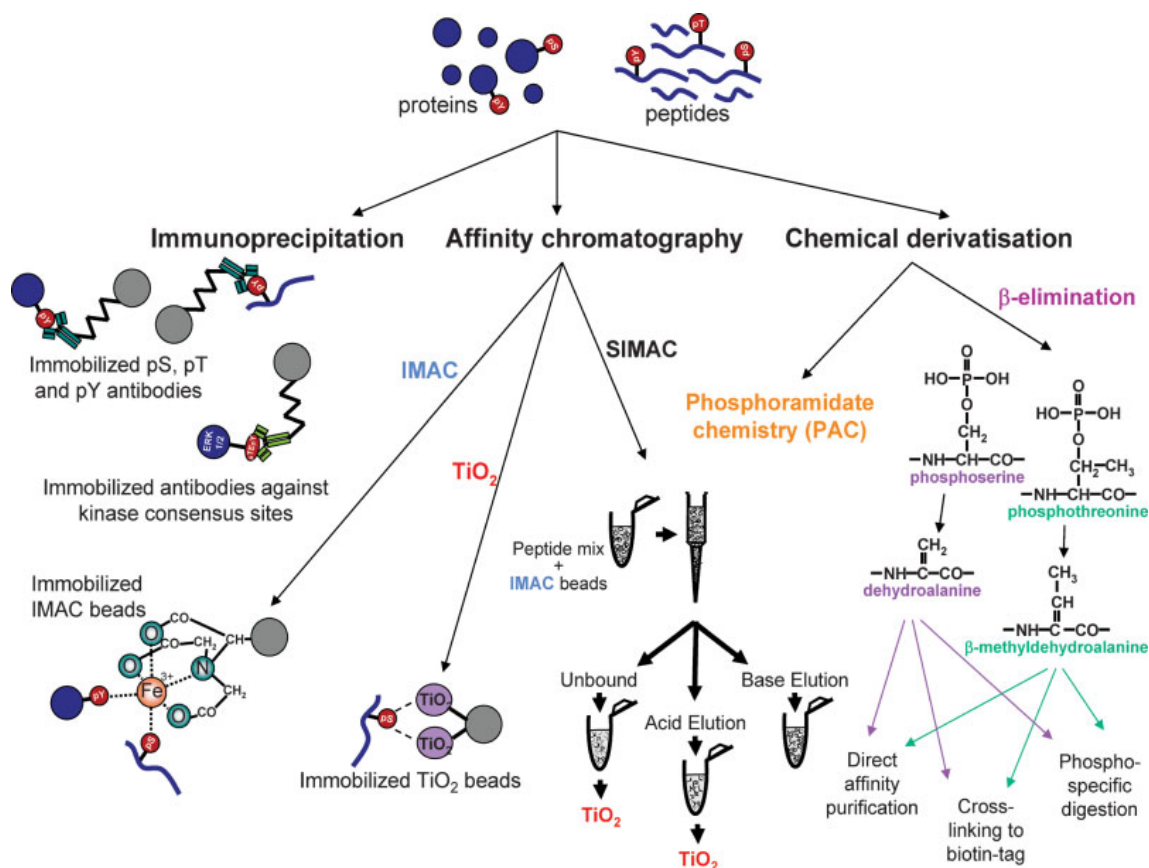 pS
pY
proteins
pT
pY
pS
peptides
Immunoprecipitation
Affinity chromatography
Chemical derivatisation
pY
pY
Immobilized pS, pT
and pY antibodies
ERK
1/2
Immobilized antibodies against
kinase consensus sites
IMAC
TiO2
SIMAC
β-elimination
Phosphoramidate
chemistry (PAC)
O
HO-P-OH
O
CH2
-NH-CH-CO-
phosphoserine
O
HO-P-OH
O
CH2-CH3
-NH-CH-CO-
phosphothreonine
CH2
-NH-C-CO-
dehydroalanine
CH3
CH
-NH-C-CO-
β-methyldehydroalanine
Peptide mix
+
IMAC beads
Immobilized
IMAC beads
CO
O
CO-CH2
CH
O
N
Fe
3+
CH2
O
CO
pY
pS
pS
TiO2
TiO2
Immobilized TiO2 beads
Unbound
Acid Elution
Base Elution
TiO2
TiO2
Direct
affinity
purification
Cross-
linking to
biotin-tag
Phospho-
specific
digestion